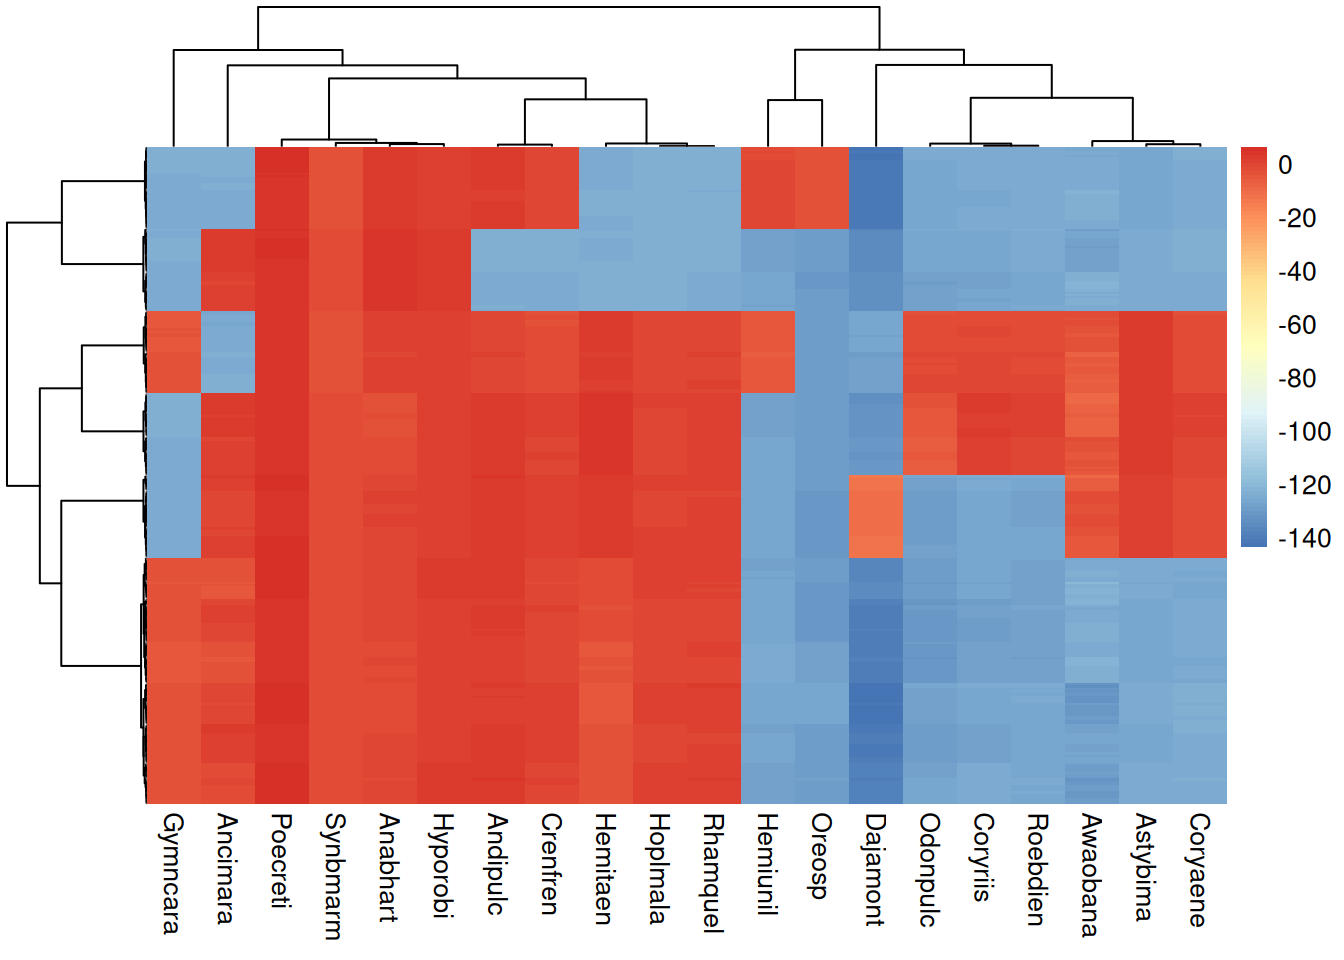 0
-20
-40
-60
-80
-100
-120
-140
Gymncara
Ancimara
Poecreti
Synbmarm
Anabhart
Hyporobi
Andipulc
Crenfren
Hemitaen
Hoplmala
Rhamquel
Hemiunil
Oreosp
Dajamont
Odonpulc
Coryriis
Roebdien
Awaobana
Astybima
Coryaene